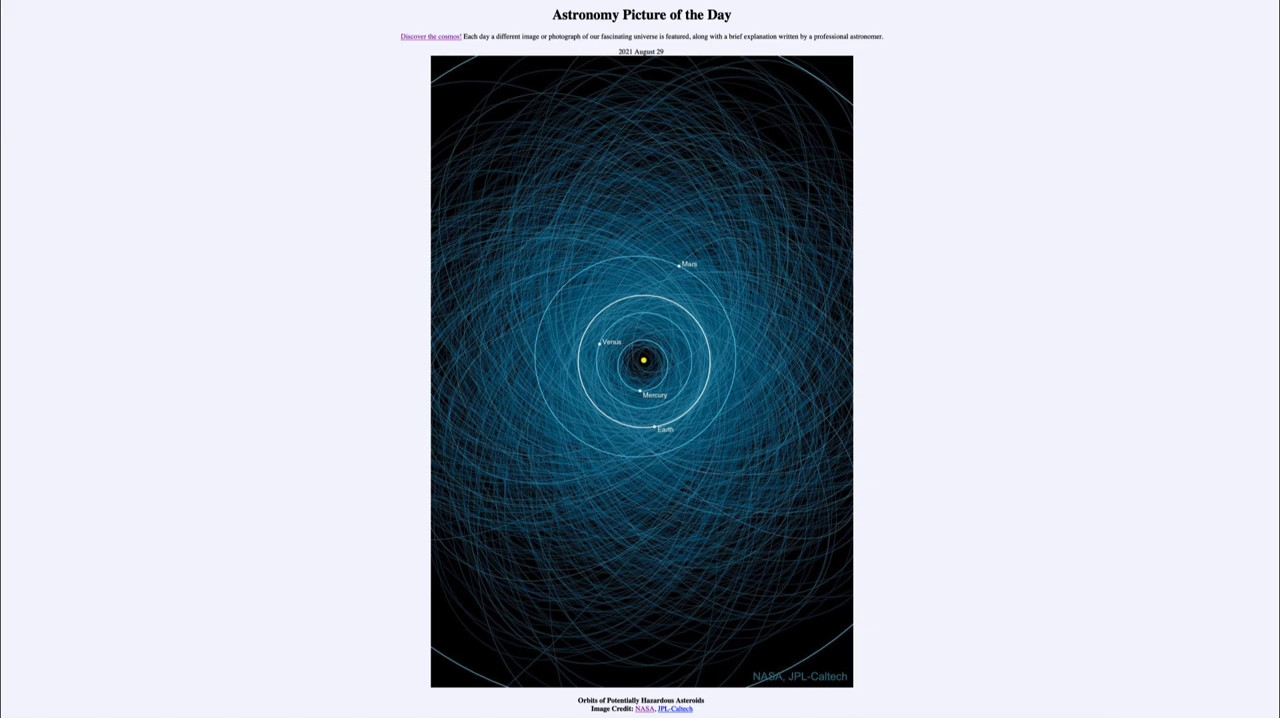 Astronomy Picture of the Day
Discover the cosmos! Each day a different image or photograph of our fascinating universe is featured, along with a brief explanation written by a professional astronomer.
2021 August 29
Mars
Venus
Mercury
Earth
NASA, JPL-Caltech
Orbits of Potentially Hazardous Asteroids
Image Credit: NASA, JPL-Caltech